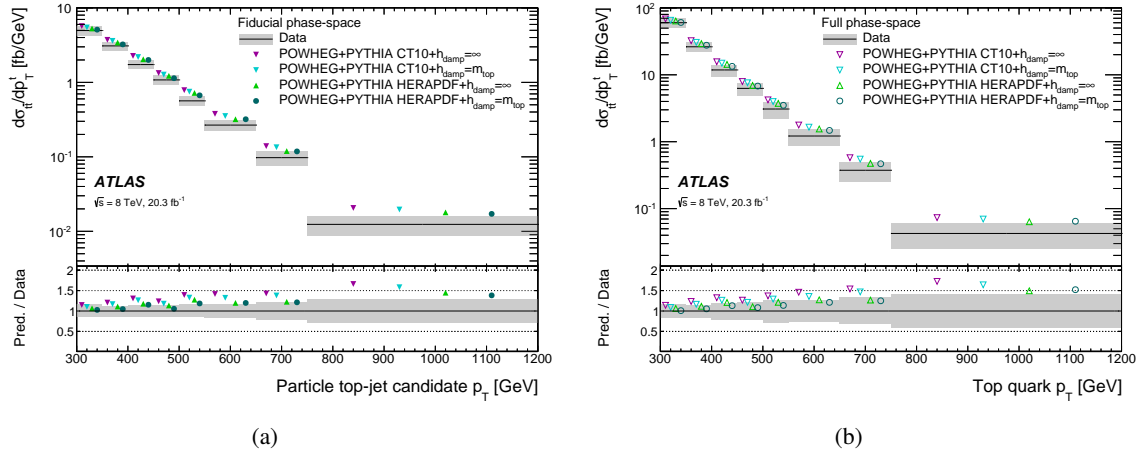 dσ_tt̄/dp_T^t [fb/GeV]
Fiducial phase-space
Data
POWHEG+PYTHIA CT10+h_damp=∞
POWHEG+PYTHIA CT10+h_damp=m_top
POWHEG+PYTHIA HERAPDF+h_damp=∞
POWHEG+PYTHIA HERAPDF+h_damp=m_top
10
1
10⁻¹
10⁻²
ATLAS
√s = 8 TeV, 20.3 fb⁻¹
Pred. / Data
2
1.5
1
0.5
300 400 500 600 700 800 900 1000 1100 1200
Particle top-jet candidate p_T [GeV]
(a)
dσ_tt̄/dp_T^t [fb/GeV]
Full phase-space
Data
POWHEG+PYTHIA CT10+h_damp=∞
POWHEG+PYTHIA CT10+h_damp=m_top
POWHEG+PYTHIA HERAPDF+h_damp=∞
POWHEG+PYTHIA HERAPDF+h_damp=m_top
10²
10
1
10⁻¹
ATLAS
√s = 8 TeV, 20.3 fb⁻¹
Pred. / Data
2
1.5
1
0.5
300 400 500 600 700 800 900 1000 1100 1200
Top quark p_T [GeV]
(b)